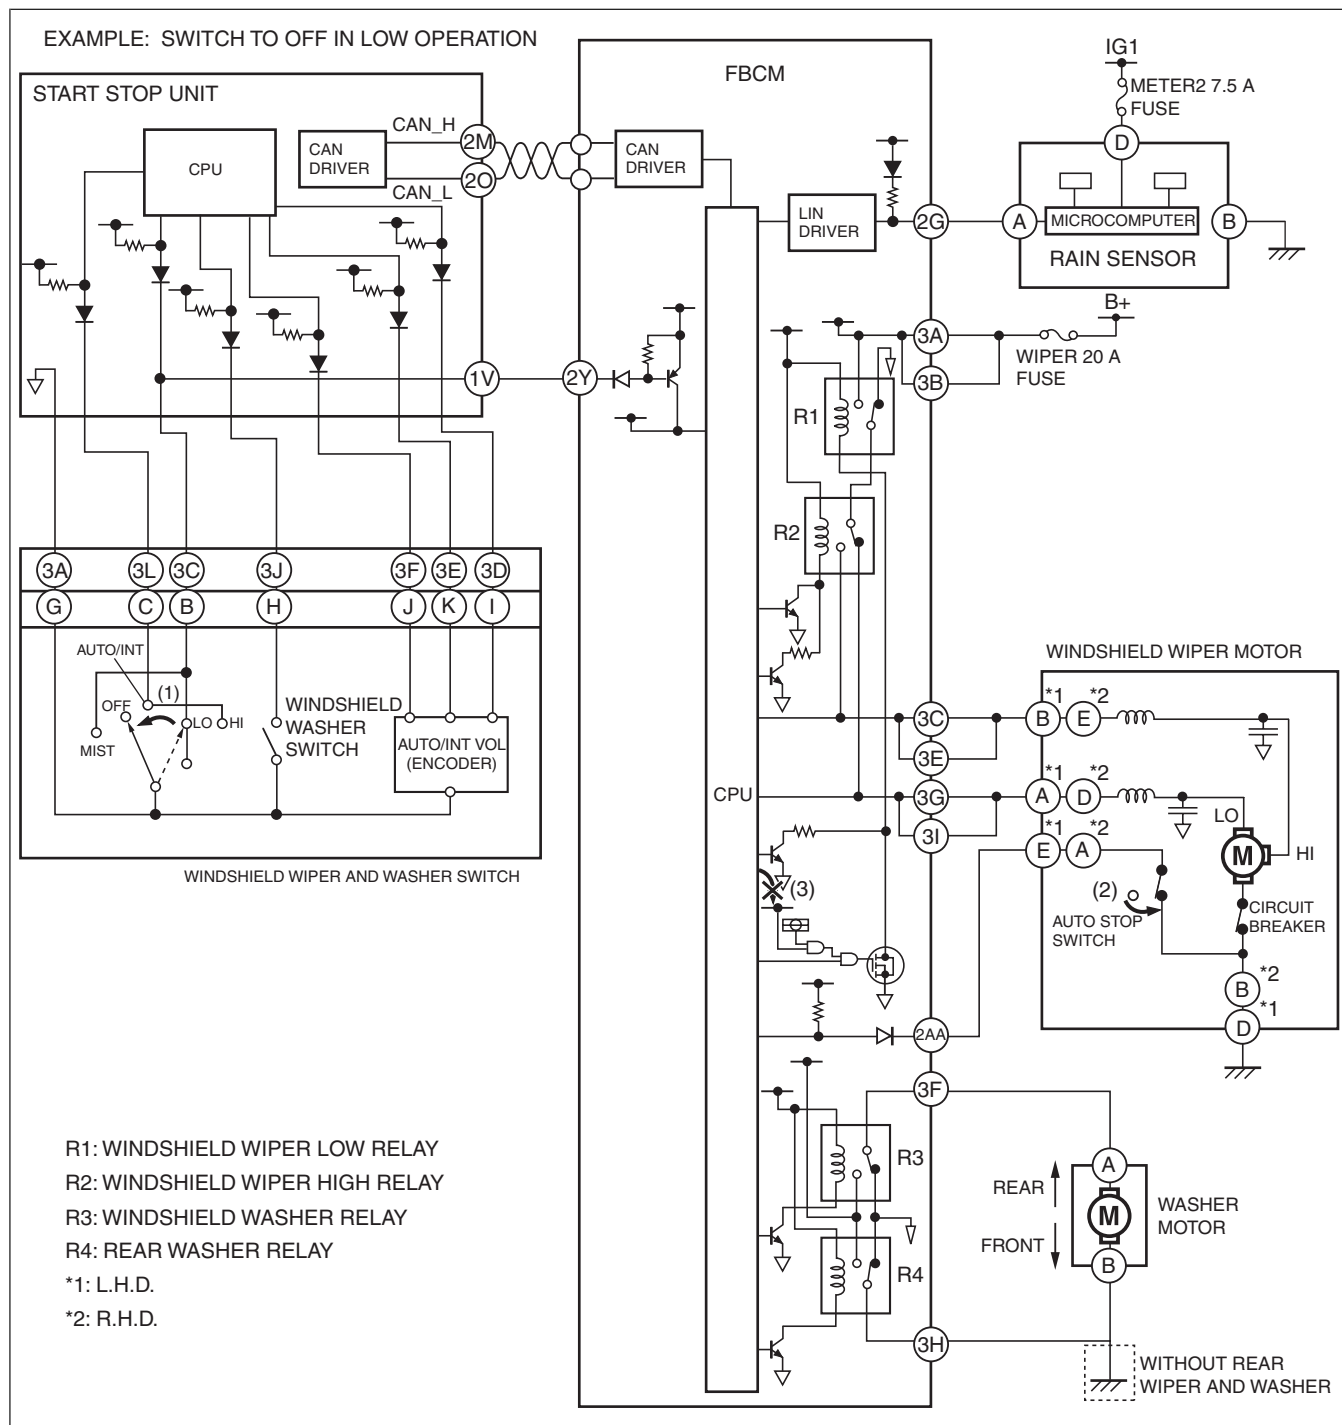 EXAMPLE: SWITCH TO OFF IN LOW OPERATION
START STOP UNIT
CPU
CAN DRIVER
CAN_H
CAN_L
2M
2O
1V
FBCM
CAN DRIVER
LIN DRIVER
2G
2Y
CPU
IG1
METER2 7.5 A
FUSE
D
A
MICROCOMPUTER
B
RAIN SENSOR
B+
3A
WIPER 20 A
FUSE
3B
R1
R2
3A
3L
3C
3J
3F
3E
3D
G
C
B
H
J
K
I
AUTO/INT
(1)
OFF
LO
HI
MIST
WINDSHIELD
WASHER
SWITCH
AUTO/INT VOL
(ENCODER)
WINDSHIELD WIPER AND WASHER SWITCH
WINDSHIELD WIPER MOTOR
3C
3E
3G
3I
*1
*2
B
E
*1
*2
A
D
*1
*2
E
A
LO
M
HI
(2)
AUTO STOP
SWITCH
CIRCUIT
BREAKER
B
*2
*1
D
(3)
2AA
3F
R3
R4
3H
A
REAR
M
WASHER
MOTOR
FRONT
B
WITHOUT REAR
WIPER AND WASHER
R1: WINDSHIELD WIPER LOW RELAY
R2: WINDSHIELD WIPER HIGH RELAY
R3: WINDSHIELD WASHER RELAY
R4: REAR WASHER RELAY
*1: L.H.D.
*2: R.H.D.